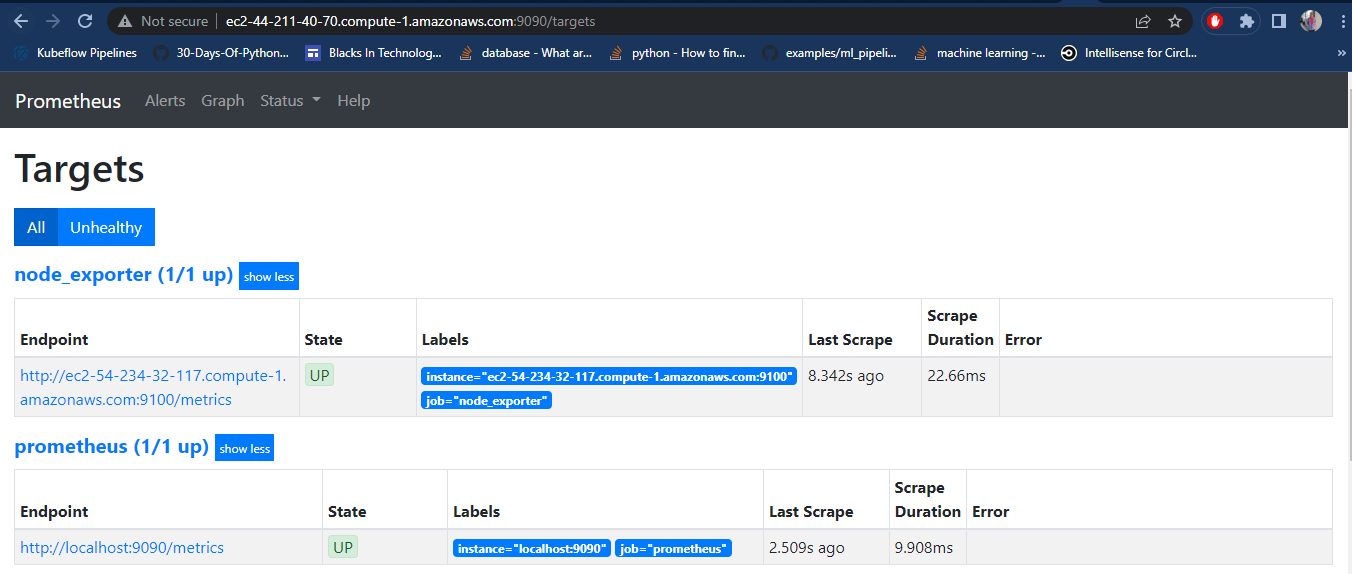 Not secure ec2-44-211-40-70.compute-1.amazonaws.com:9090/targets
Kubeflow Pipelines 30-Days-Of-Python... Blacks In Technolog... database - What ar... python - How to fin... examples/ml_pipeli... machine learning -... Intellisense for Circl... »
Prometheus Alerts Graph Status Help
Targets
All Unhealthy
node_exporter (1/1 up) show less
Scrape
Endpoint State Labels Last Scrape Duration Error
http://ec2-54-234-32-117.compute-1. UP instance="ec2-54-234-32-117.compute-1.amazonaws.com:9100" 8.342s ago 22.66ms
amazonaws.com:9100/metrics job="node_exporter"
prometheus (1/1 up) show less
Scrape
Endpoint State Labels Last Scrape Duration Error
http://localhost:9090/metrics UP instance="localhost:9090" job="prometheus" 2.509s ago 9.908ms